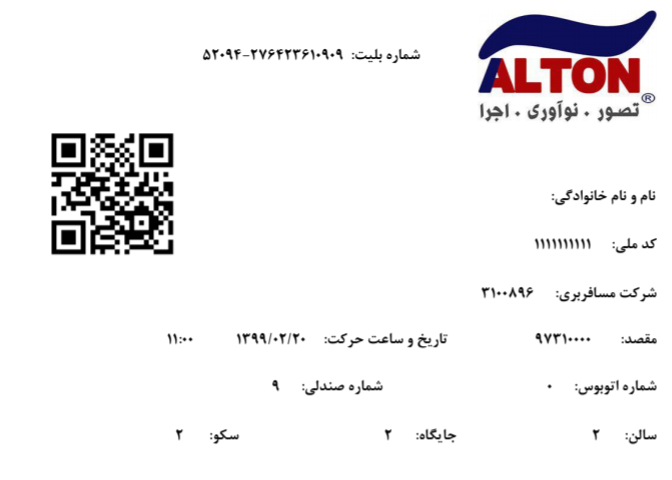 ALTON®
تصور . نوآوری . اجرا
شماره بلیت: ۵۲۰۹۴-۲۷۶۴۲۳۶۱۰۹۰۹
نام و نام خانوادگی:
کد ملی: ۱۱۱۱۱۱۱۱۱۱
شرکت مسافربری: ۳۱۰۰۸۹۶
مقصد: ۹۷۳۱۰۰۰۰ تاریخ و ساعت حرکت: ۱۳۹۹/۰۲/۲۰ ۱۱:۰۰
شماره اتوبوس: ۰ شماره صندلی: ۹
سالن: ۲ جایگاه: ۲ سکو: ۲